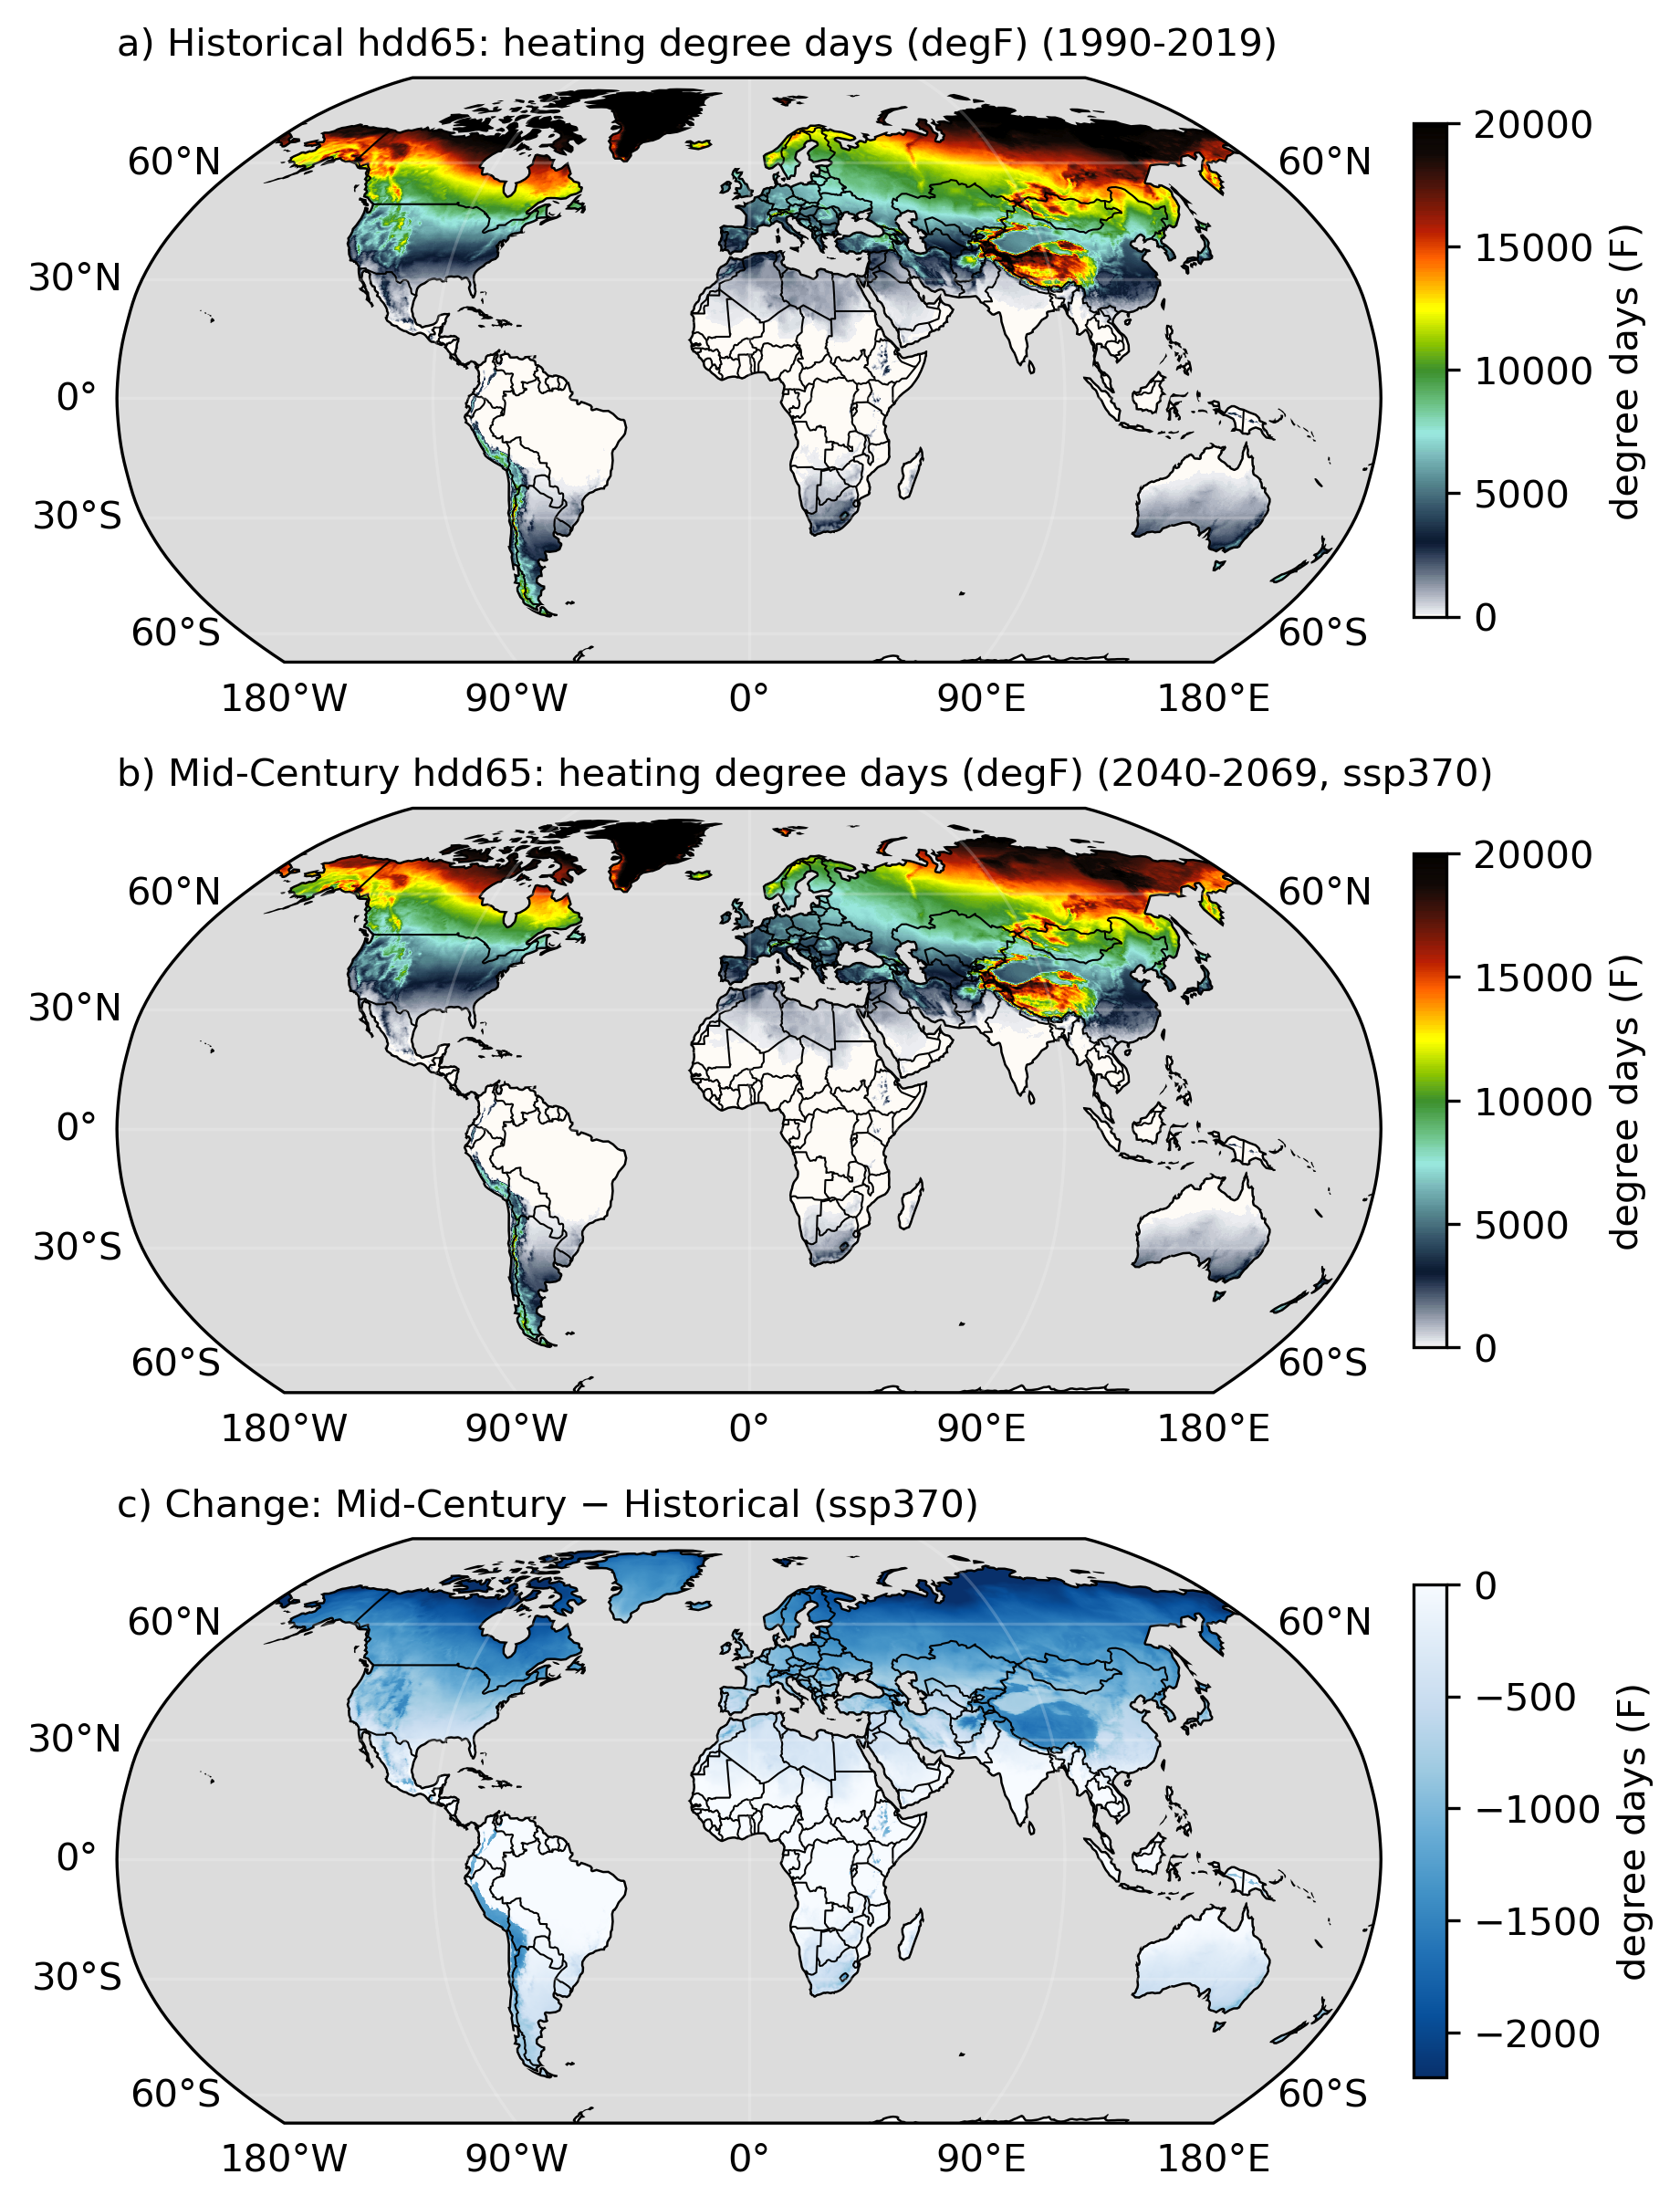 a) Historical hdd65: heating degree days (degF) (1990-2019)
60°N
60°N
30°N
0°
30°S
60°S
60°S
180°W
90°W
0°
90°E
180°E
20000
15000
10000
5000
0
degree days (F)
b) Mid-Century hdd65: heating degree days (degF) (2040-2069, ssp370)
60°N
60°N
30°N
0°
30°S
60°S
60°S
180°W
90°W
0°
90°E
180°E
20000
15000
10000
5000
0
degree days (F)
c) Change: Mid-Century − Historical (ssp370)
60°N
60°N
30°N
0°
30°S
60°S
60°S
180°W
90°W
0°
90°E
180°E
0
−500
−1000
−1500
−2000
degree days (F)